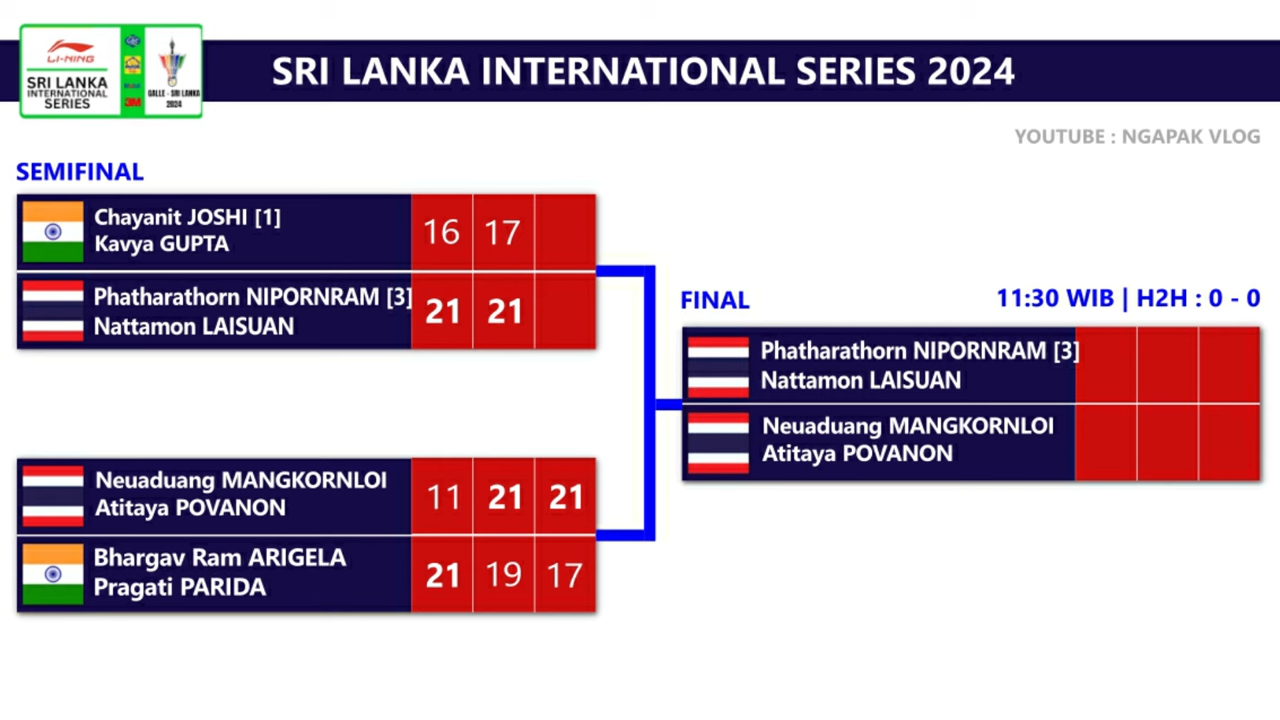 LI-NING
SRI LANKA
INTERNATIONAL
SERIES
3M
GALLE - SRI LANKA
2024
SRI LANKA INTERNATIONAL SERIES 2024
YOUTUBE : NGAPAK VLOG
SEMIFINAL
Chayanit JOSHI [1]
Kavya GUPTA
16 17
Phatharathorn NIPORNRAM [3]
Nattamon LAISUAN
21 21
Neuaduang MANGKORNLOI
Atitaya POVANON
11 21 21
Bhargav Ram ARIGELA
Pragati PARIDA
21 19 17
FINAL
11:30 WIB | H2H : 0 - 0
Phatharathorn NIPORNRAM [3]
Nattamon LAISUAN
Neuaduang MANGKORNLOI
Atitaya POVANON